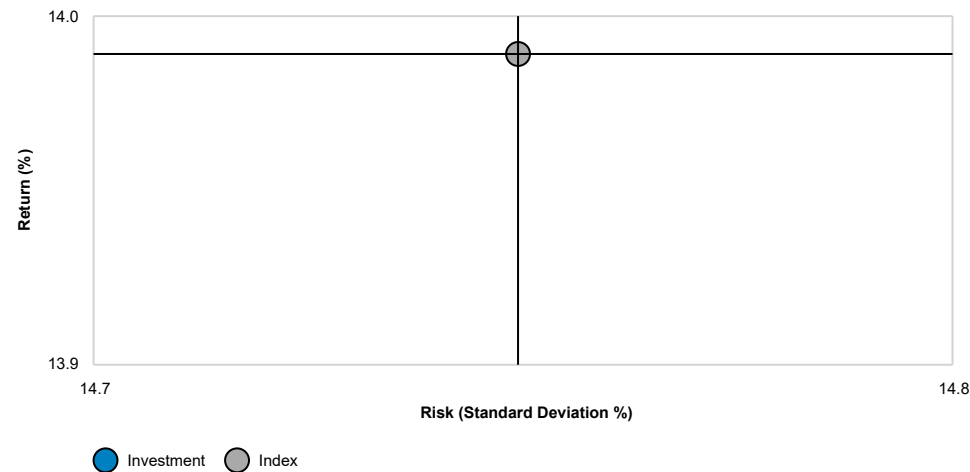 14.0
Return (%)
13.9
14.7 14.8
Risk (Standard Deviation %)
Investment Index